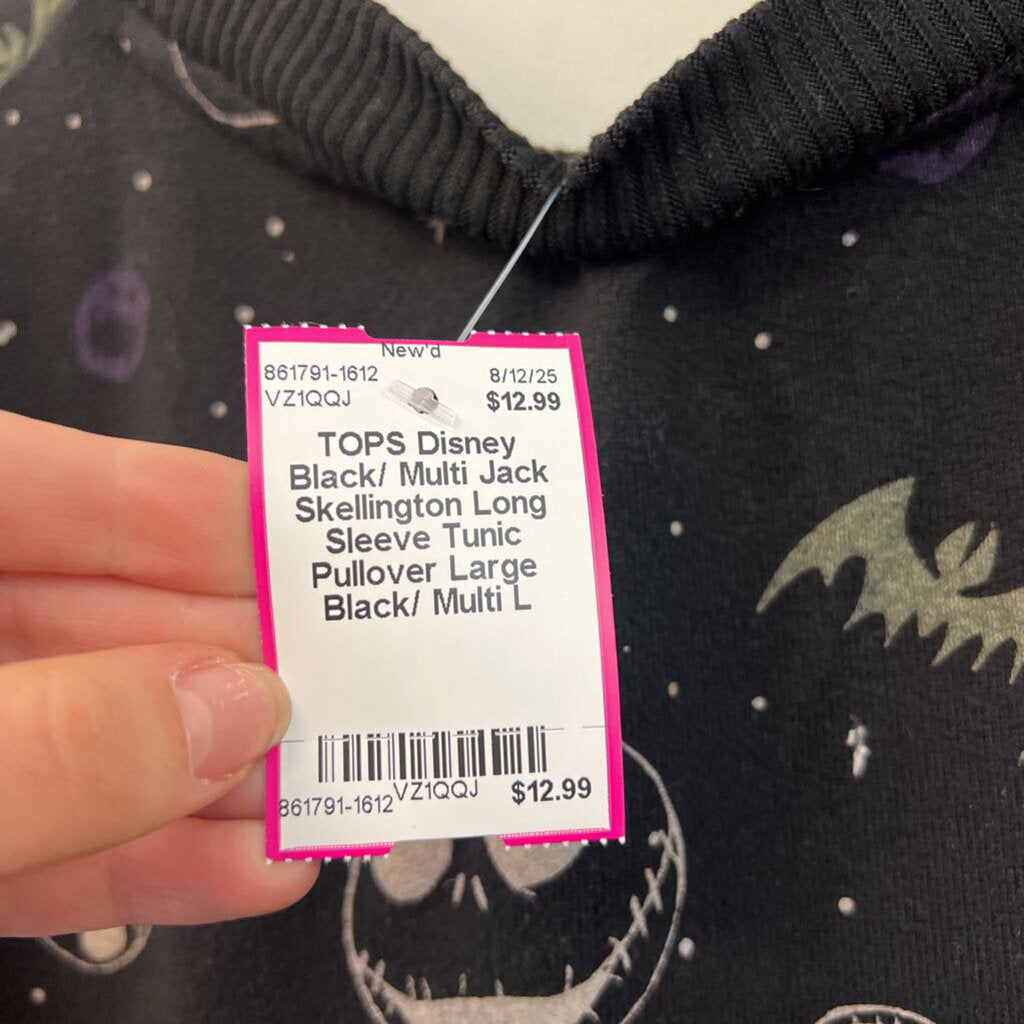 New'd
861791-1612 8/12/25
VZ1QQJ $12.99
TOPS Disney
Black/ Multi Jack
Skellington Long
Sleeve Tunic
Pullover Large
Black/ Multi L
861791-1612 VZ1QQJ $12.99